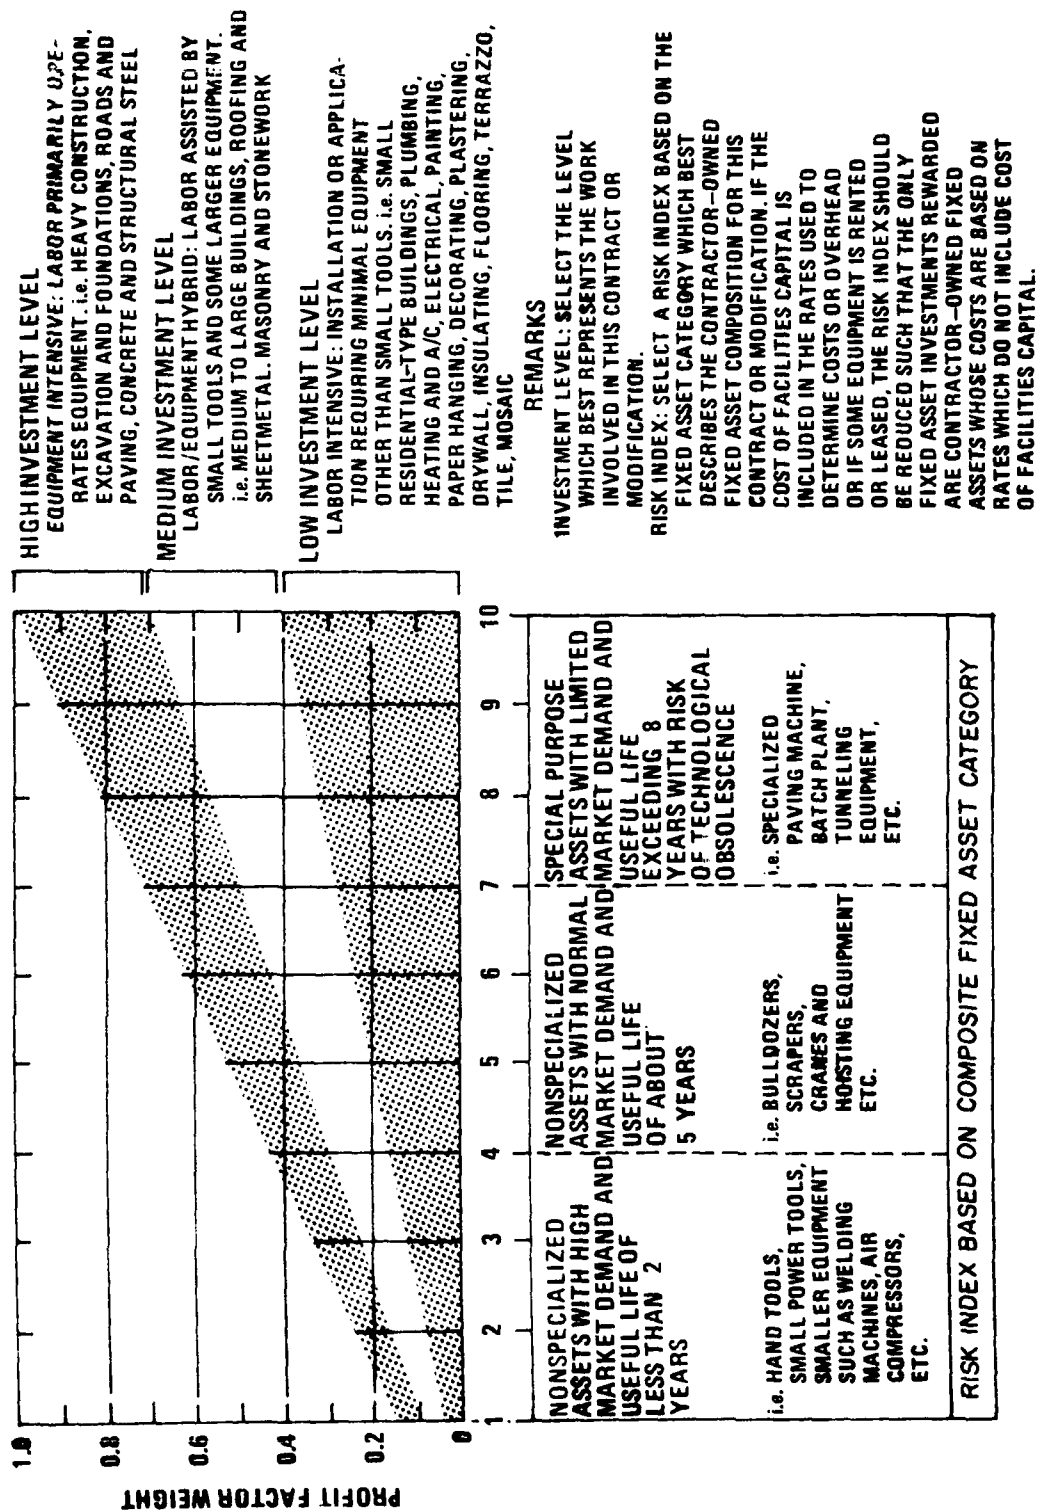 PROFIT FACTOR WEIGHT
1.0
0.8
0.6
0.4
0.2
0
1 2 3 4 5 6 7 8 9 10
HIGH INVESTMENT LEVEL
EQUIPMENT INTENSIVE: LABOR PRIMARILY OPE-
RATES EQUIPMENT. i.e. HEAVY CONSTRUCTION,
EXCAVATION AND FOUNDATIONS, ROADS AND
PAVING, CONCRETE AND STRUCTURAL STEEL
MEDIUM INVESTMENT LEVEL
LABOR/EQUIPMENT HYBRID: LABOR ASSISTED BY
SMALL TOOLS AND SOME LARGER EQUIPMENT.
i.e. MEDIUM TO LARGE BUILDINGS, ROOFING AND
SHEETMETAL. MASONRY AND STONEWORK
LOW INVESTMENT LEVEL
LABOR INTENSIVE: INSTALLATION OR APPLICA-
TION REQUIRING MINIMAL EQUIPMENT
OTHER THAN SMALL TOOLS. i.e. SMALL
RESIDENTIAL-TYPE BUILDINGS, PLUMBING,
HEATING AND A/C, ELECTRICAL, PAINTING,
PAPER HANGING, DECORATING, PLASTERING,
DRYWALL, INSULATING, FLOORING, TERRAZZO,
TILE, MOSAIC
REMARKS
INVESTMENT LEVEL: SELECT THE LEVEL
WHICH BEST REPRESENTS THE WORK
INVOLVED IN THIS CONTRACT OR
MODIFICATION.
RISK INDEX: SELECT A RISK INDEX BASED ON THE
FIXED ASSET CATEGORY WHICH BEST
DESCRIBES THE CONTRACTOR-OWNED
FIXED ASSET COMPOSITION FOR THIS
CONTRACT OR MODIFICATION. IF THE
COST OF FACILITIES CAPITAL IS
INCLUDED IN THE RATES USED TO
DETERMINE COSTS OR OVERHEAD
OR IF SOME EQUIPMENT IS RENTED
OR LEASED, THE RISK INDEX SHOULD
BE REDUCED SUCH THAT THE ONLY
FIXED ASSET INVESTMENTS REWARDED
ARE CONTRACTOR-OWNED FIXED
ASSETS WHOSE COSTS ARE BASED ON
RATES WHICH DO NOT INCLUDE COST
OF FACILITIES CAPITAL.
NONSPECIALIZED
ASSETS WITH HIGH
MARKET DEMAND AND
USEFUL LIFE OF
LESS THAN 2
YEARS
i.e. HAND TOOLS,
SMALL POWER TOOLS,
SMALLER EQUIPMENT
SUCH AS WELDING
MACHINES, AIR
COMPRESSORS,
ETC.
NONSPECIALIZED
ASSETS WITH NORMAL
MARKET DEMAND AND
USEFUL LIFE
OF ABOUT
5 YEARS
i.e. BULLDOZERS,
SCRAPERS,
CRANES AND
HOISTING EQUIPMENT
ETC.
SPECIAL PURPOSE
ASSETS WITH LIMITED
MARKET DEMAND AND
USEFUL LIFE
EXCEEDING 8
YEARS WITH RISK
OF TECHNOLOGICAL
OBSOLESCENCE
i.e. SPECIALIZED
PAVING MACHINE,
BATCH PLANT,
TUNNELING
EQUIPMENT,
ETC.
RISK INDEX BASED ON COMPOSITE FIXED ASSET CATEGORY